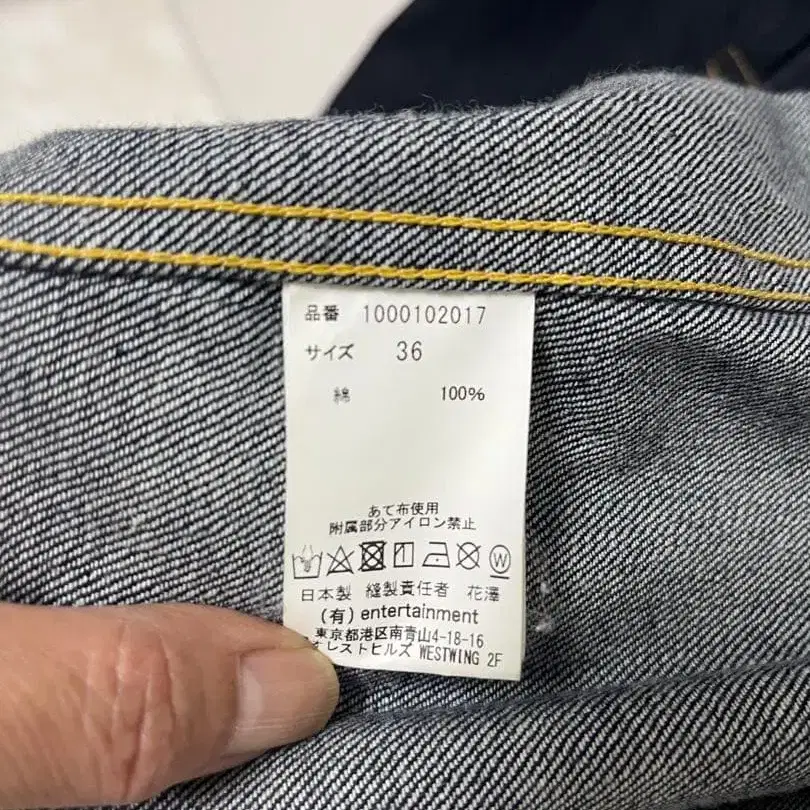 品番 1000102017
サイズ 36
綿 100%
あて布使用
附属部分アイロン禁止
W
日本製 縫製責任者 花澤
(有) entertainment
東京都港区南青山4-18-16
レストヒルズ WESTWING 2F